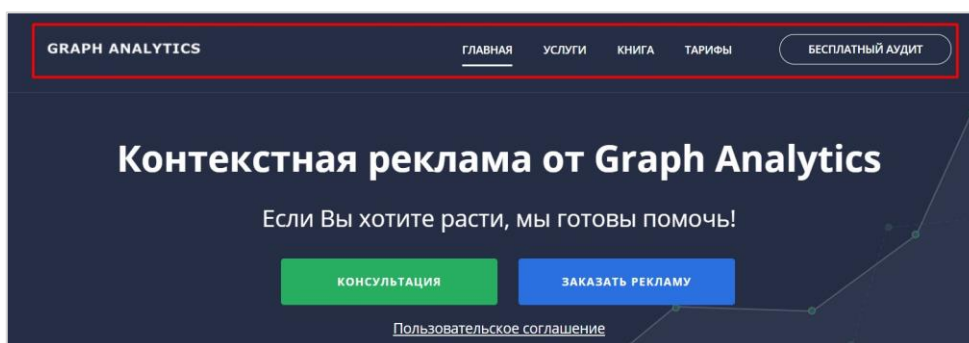 GRAPH ANALYTICS ГЛАВНАЯ УСЛУГИ КНИГА ТАРИФЫ БЕСПЛАТНЫЙ АУДИТ
Контекстная реклама от Graph Analytics
Если Вы хотите расти, мы готовы помочь!
КОНСУЛЬТАЦИЯ ЗАКАЗАТЬ РЕКЛАМУ
Пользовательское соглашение